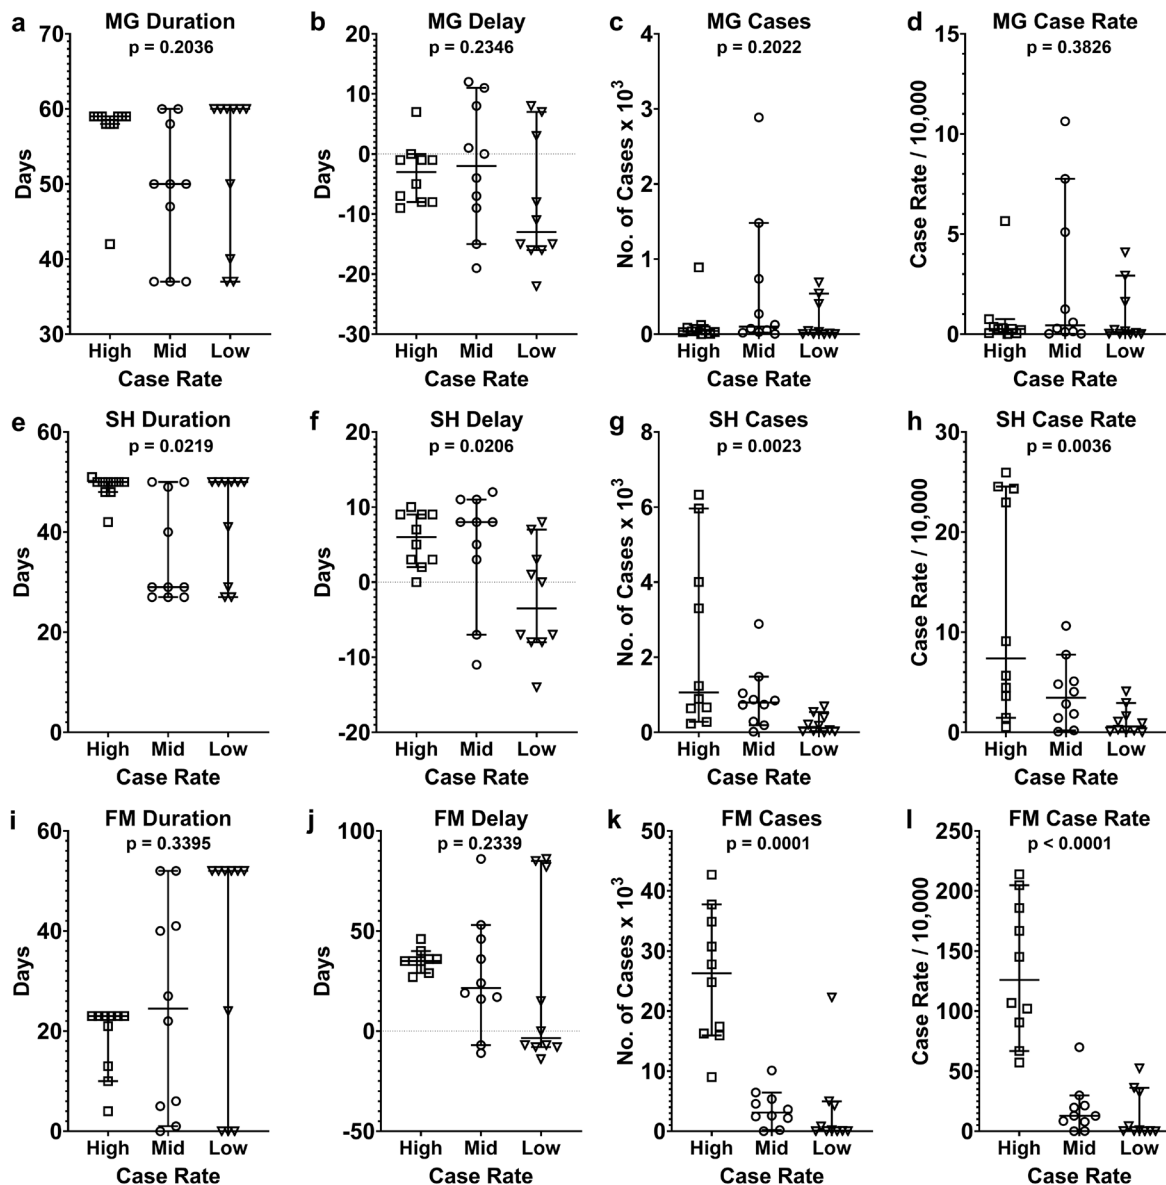 a MG Duration
p = 0.2036
70
60
50
40
30
Days
High Mid Low
Case Rate
b MG Delay
p = 0.2346
20
10
0
-10
-20
-30
Days
High Mid Low
Case Rate
c MG Cases
p = 0.2022
4
3
2
1
0
No. of Cases x 10³
High Mid Low
Case Rate
d MG Case Rate
p = 0.3826
15
10
5
0
Case Rate / 10,000
High Mid Low
Case Rate
e SH Duration
p = 0.0219
60
40
20
0
Days
High Mid Low
Case Rate
f SH Delay
p = 0.0206
20
10
0
-10
-20
Days
High Mid Low
Case Rate
g SH Cases
p = 0.0023
8
6
4
2
0
No. of Cases x 10³
High Mid Low
Case Rate
h SH Case Rate
p = 0.0036
30
20
10
0
Case Rate / 10,000
High Mid Low
Case Rate
i FM Duration
p = 0.3395
60
40
20
0
Days
High Mid Low
Case Rate
j FM Delay
p = 0.2339
100
50
0
-50
Days
High Mid Low
Case Rate
k FM Cases
p = 0.0001
50
40
30
20
10
0
No. of Cases x 10³
High Mid Low
Case Rate
l FM Case Rate
p < 0.0001
250
200
150
100
50
0
Case Rate / 10,000
High Mid Low
Case Rate